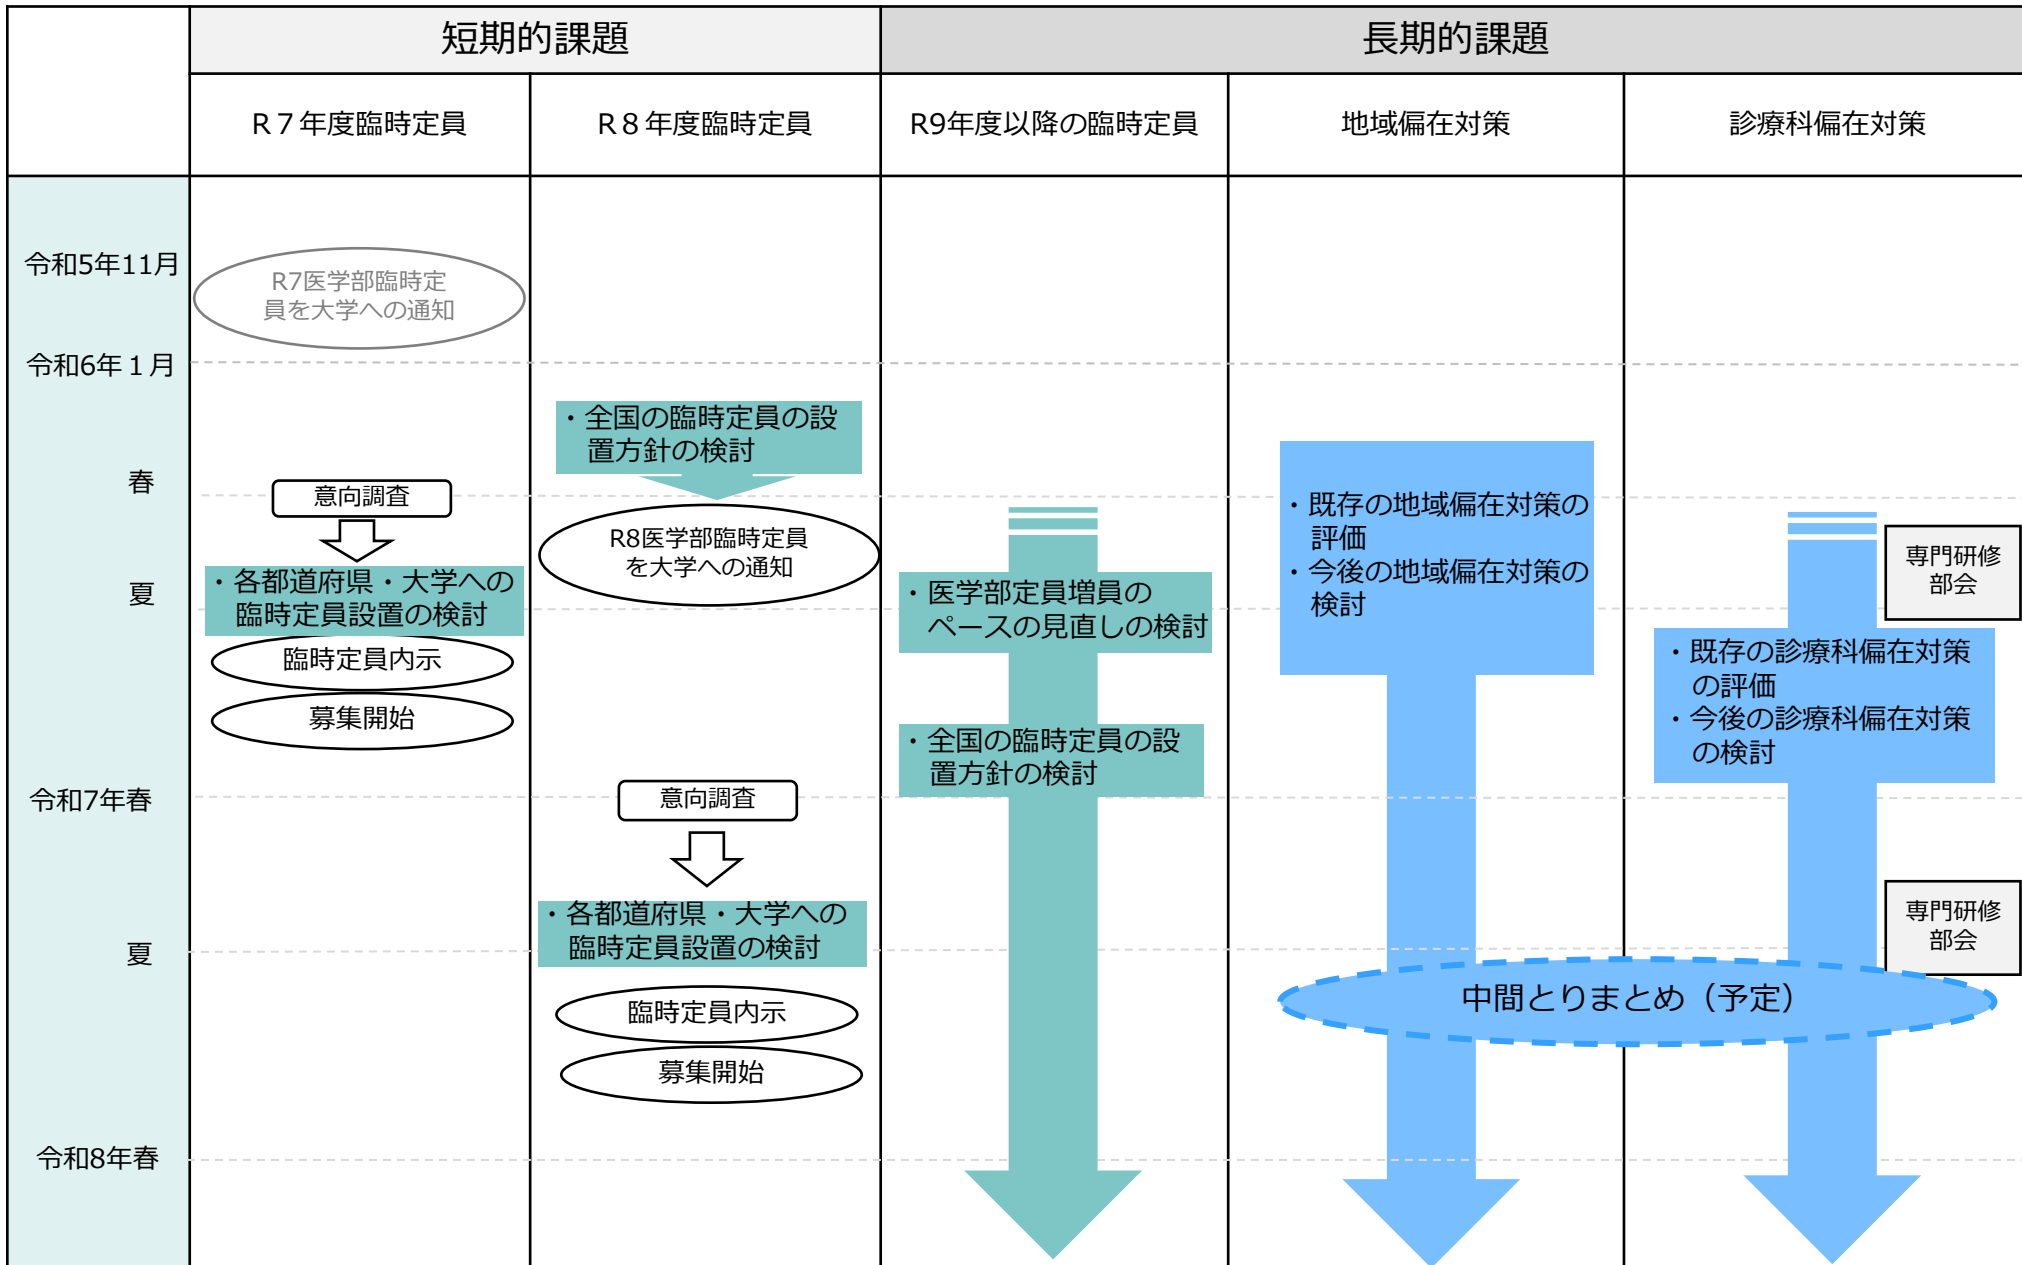 短期的課題
長期的課題
R７年度臨時定員
R８年度臨時定員
R9年度以降の臨時定員
地域偏在対策
診療科偏在対策
令和5年11月
R7医学部臨時定
員を大学への通知
令和6年１月
・全国の臨時定員の設
置方針の検討
春
意向調査
R8医学部臨時定員
を大学への通知
・既存の地域偏在対策の
評価
・今後の地域偏在対策の
検討
専門研修
部会
夏
・各都道府県・大学への
臨時定員設置の検討
・医学部定員増員の
ペースの見直しの検討
臨時定員内示
募集開始
・既存の診療科偏在対策
の評価
・今後の診療科偏在対策
の検討
・全国の臨時定員の設
置方針の検討
令和7年春
意向調査
夏
・各都道府県・大学への
臨時定員設置の検討
専門研修
部会
中間とりまとめ（予定）
臨時定員内示
募集開始
令和8年春